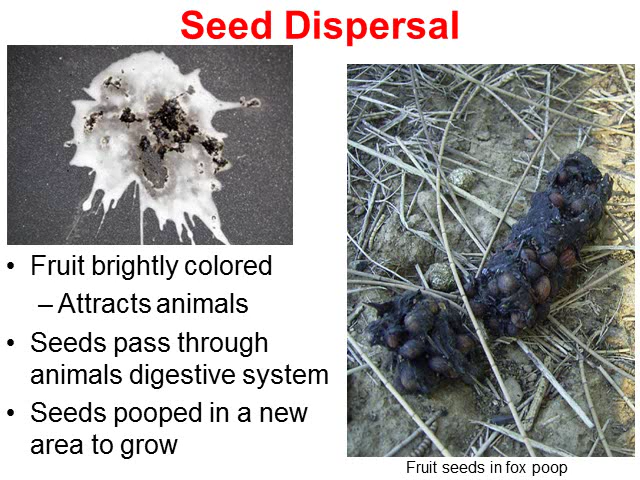 Seed Dispersal
• Fruit brightly colored
– Attracts animals
• Seeds pass through
animals digestive system
• Seeds pooped in a new
area to grow
Fruit seeds in fox poop